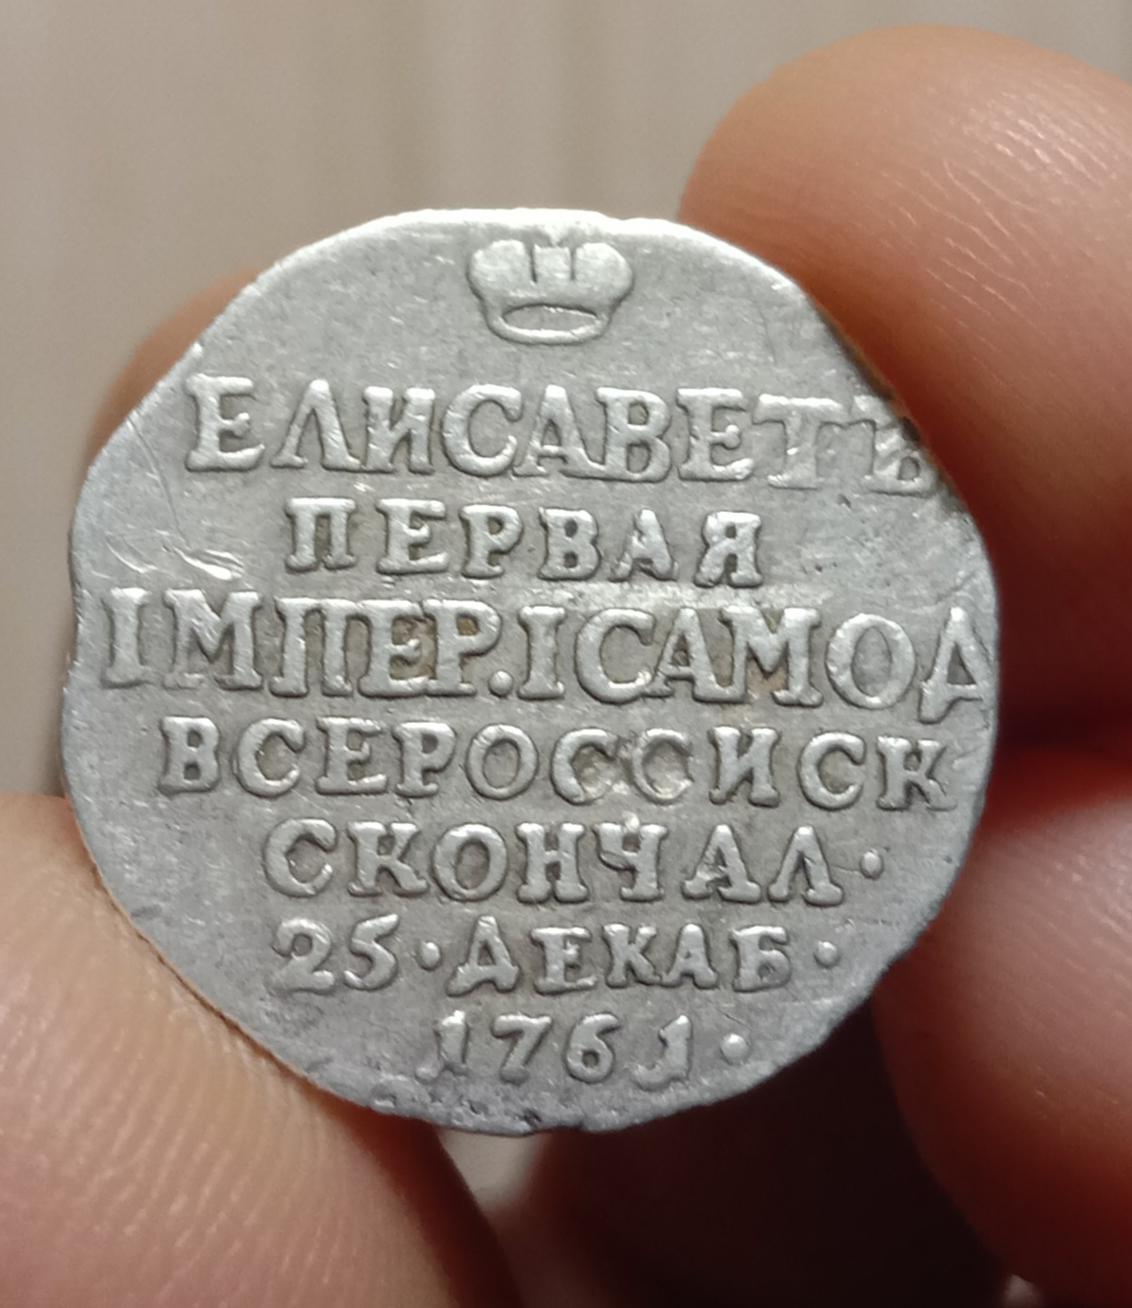 ЕЛИСАВЕТЪ
ПЕРВАЯ
IМПЕР.IСАМОД
ВСЕРОССИСК
СКОНЧАЛ·
25·ДЕКАБ·
1761·